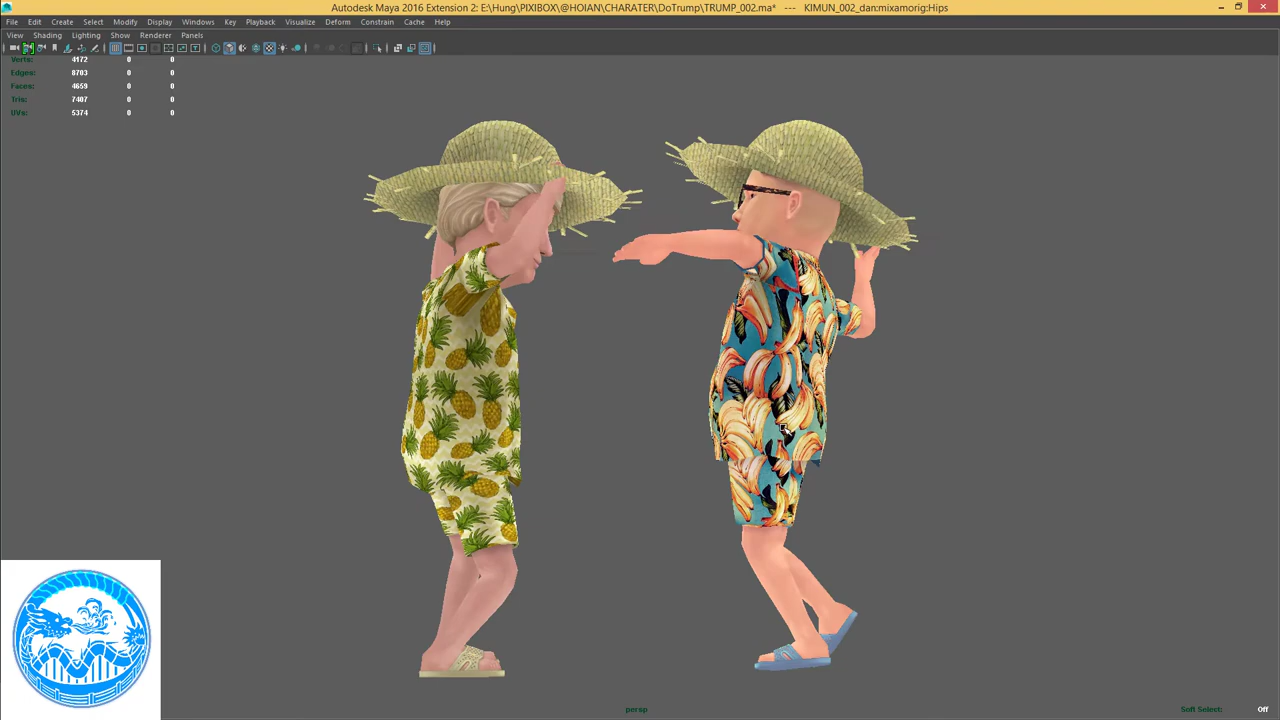 Autodesk Maya 2016 Extension 2: E:\Hung\PIXIBOX\@HOIAN\CHARATER\DoTrump\TRUMP_002.ma* --- KIMUN_002_dan:mixamorig:Hips
File Edit Create Select Modify Display Windows Key Playback Visualize Deform Constrain Cache Help
View Shading Lighting Show Renderer Panels
Verts: 4172 0 0
Edges: 8703 0 0
Faces: 4659 0 0
Tris: 7407 0 0
UVs: 5374 0 0
persp
Soft Select: Off